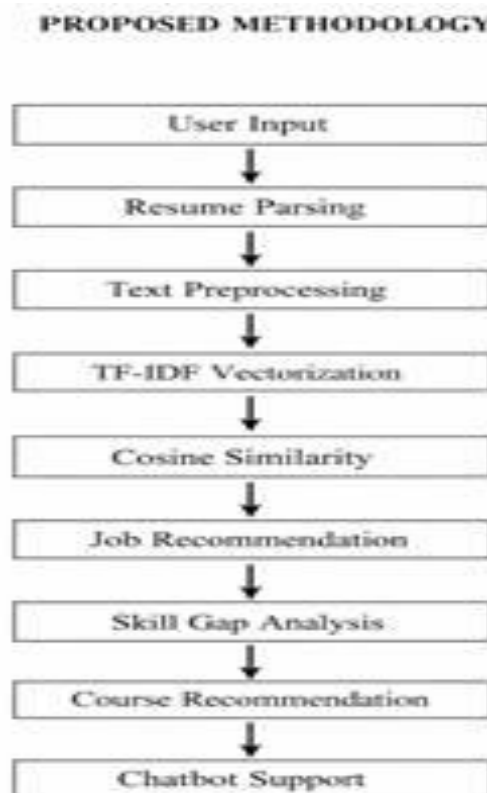 PROPOSED METHODOLOGY
User Input
Resume Parsing
Text Preprocessing
TF-IDF Vectorization
Cosine Similarity
Job Recommendation
Skill Gap Analysis
Course Recommendation
Chatbot Support